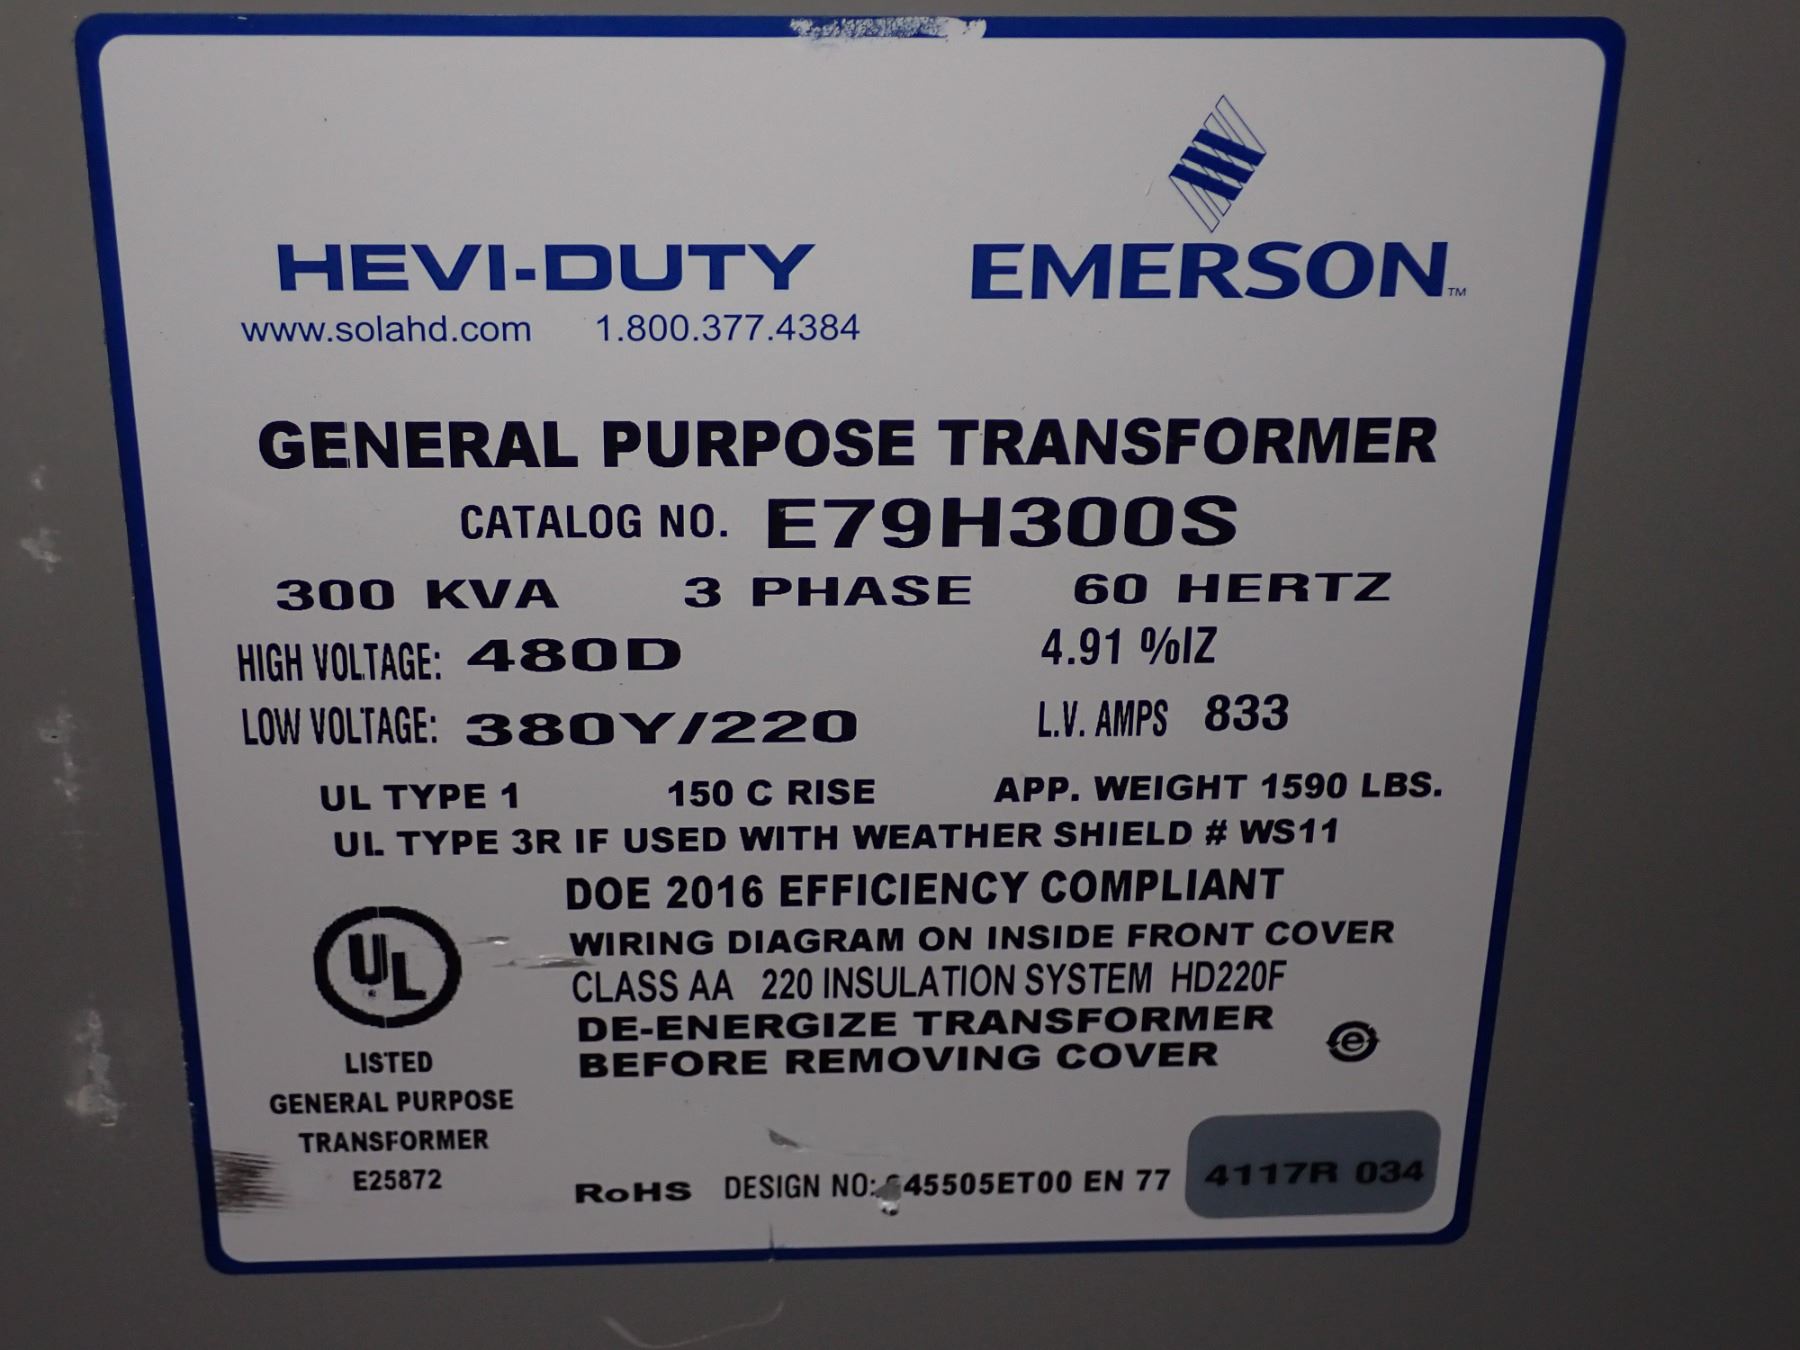 HEVI-DUTY
EMERSON™
www.solahd.com 1.800.377.4384
GENERAL PURPOSE TRANSFORMER
CATALOG NO. E79H300S
300 KVA 3 PHASE 60 HERTZ
HIGH VOLTAGE: 480D 4.91 %IZ
LOW VOLTAGE: 380Y/220 L.V. AMPS 833
UL TYPE 1 150 C RISE APP. WEIGHT 1590 LBS.
UL TYPE 3R IF USED WITH WEATHER SHIELD # WS11
DOE 2016 EFFICIENCY COMPLIANT
WIRING DIAGRAM ON INSIDE FRONT COVER
CLASS AA 220 INSULATION SYSTEM HD220F
DE-ENERGIZE TRANSFORMER
BEFORE REMOVING COVER
UL
LISTED
GENERAL PURPOSE
TRANSFORMER
E25872
e
RoHS DESIGN NO: EN 77
4117R 034